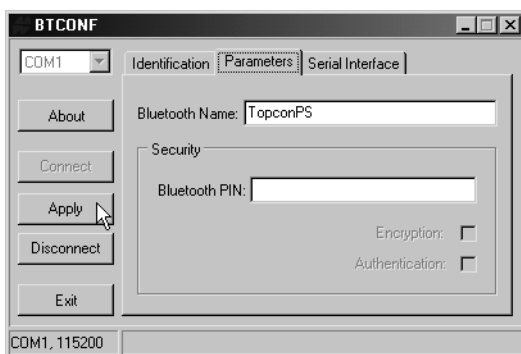 BTCONF
COM1
Identification
Parameters
Serial Interface
About
Bluetooth Name: TopconPS
Security
Connect
Bluetooth PIN:
Apply
Encryption:
Disconnect
Authentication:
Exit
COM1, 115200